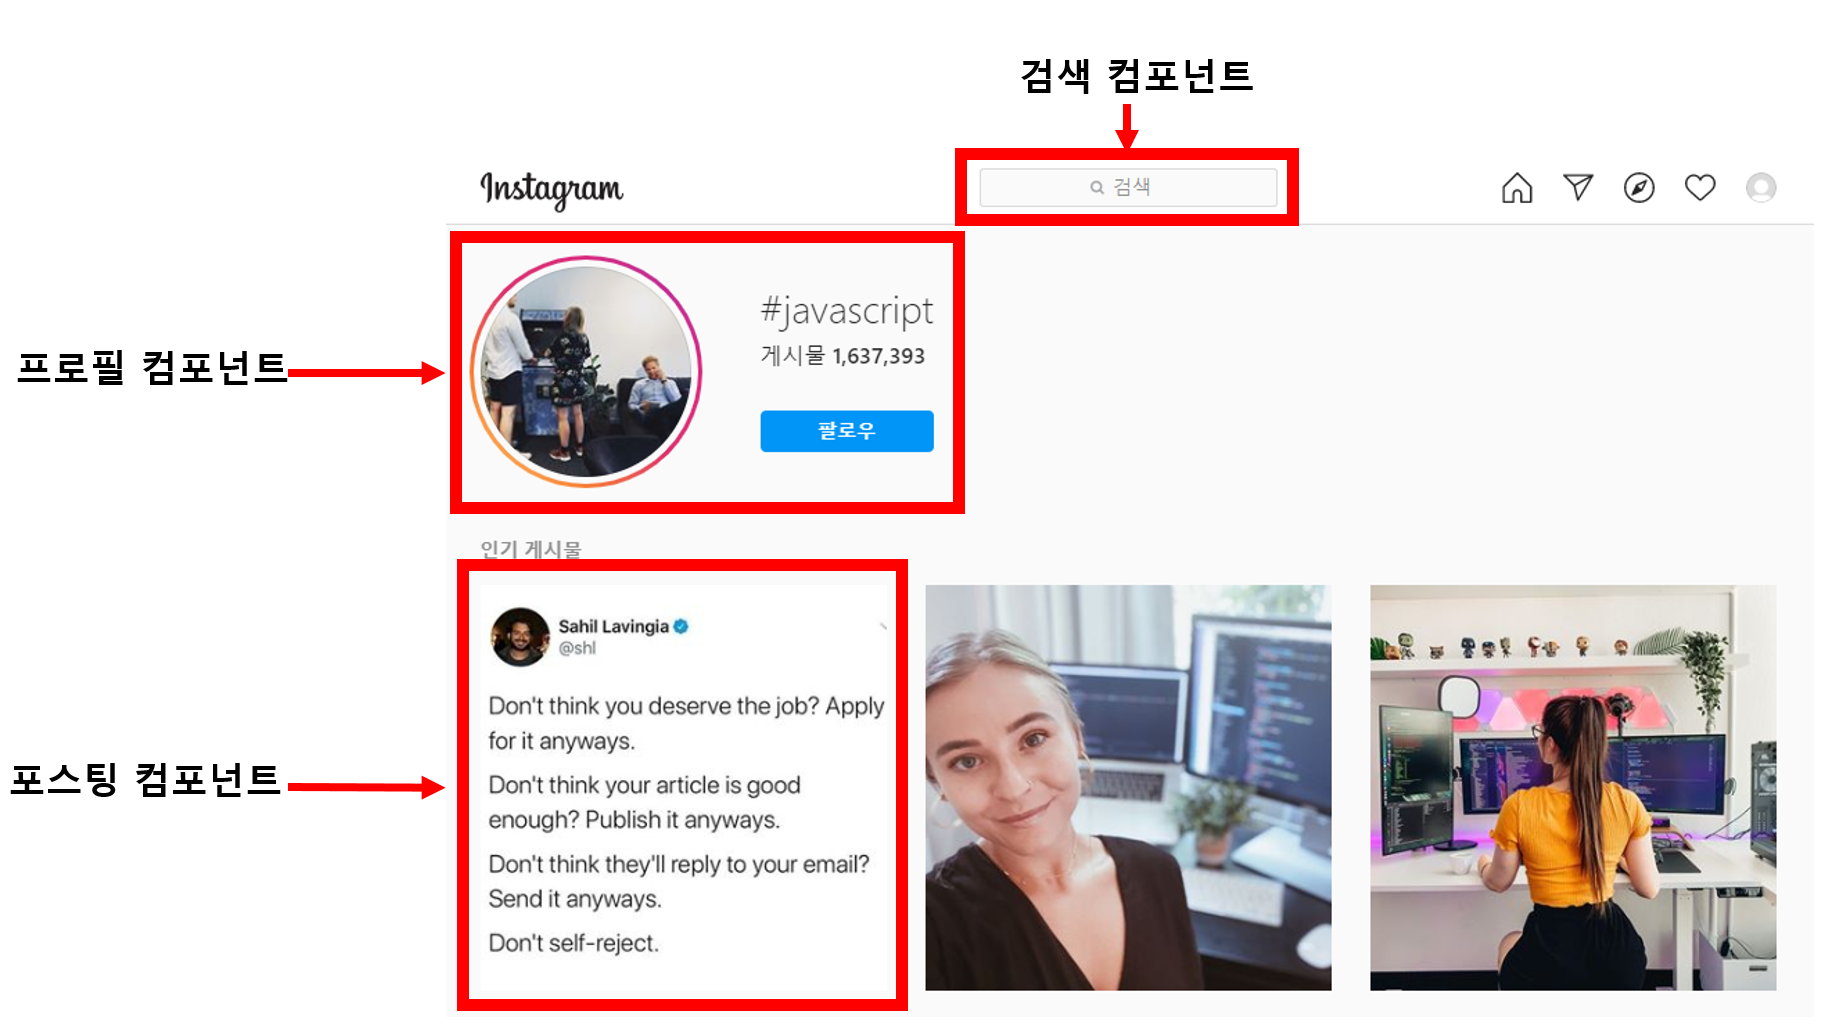 검색 컴포넌트
Instagram
검색
프로필 컴포넌트
#javascript
게시물 1,637,393
팔로우
인기 게시물
포스팅 컴포넌트
Sahil Lavingia
@shl
Don't think you deserve the job? Apply
for it anyways.
Don't think your article is good
enough? Publish it anyways.
Don't think they'll reply to your email?
Send it anyways.
Don't self-reject.